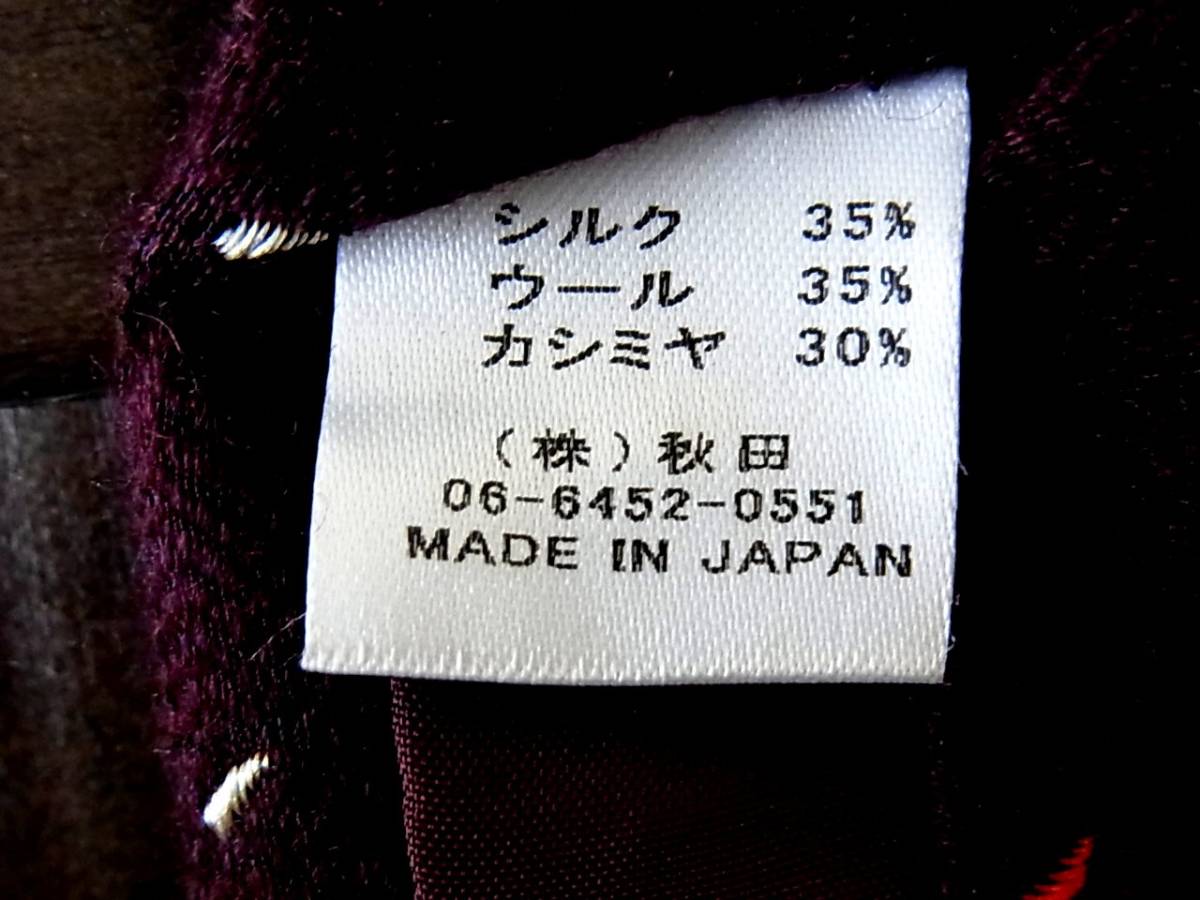 シルク 35%
ウール 35%
カシミヤ 30%
(株)秋田
06-6452-0551
MADE IN JAPAN